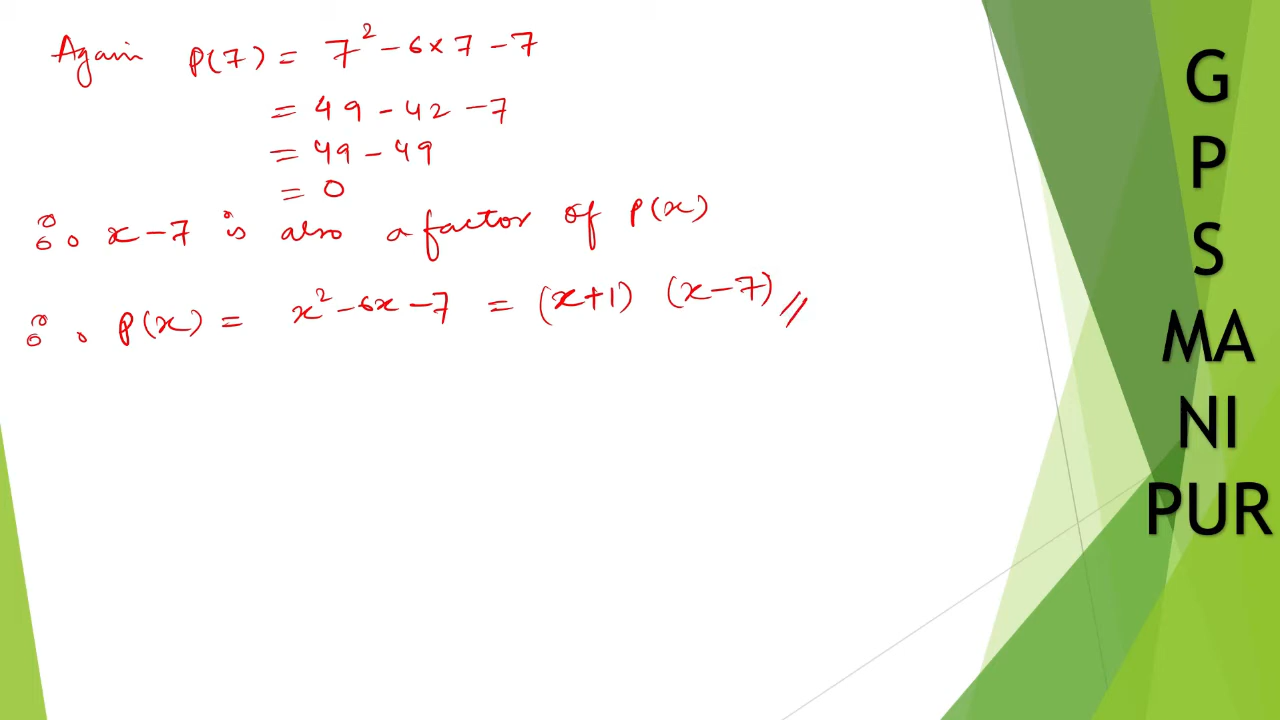 Again P(7) = 7² - 6×7 - 7
= 49 - 42 - 7
= 49 - 49
= 0
∴ x - 7 is also a factor of P(x)
∴ P(x) = x² - 6x - 7 = (x+1) (x-7) //
G
P
S
MA
NI
PUR